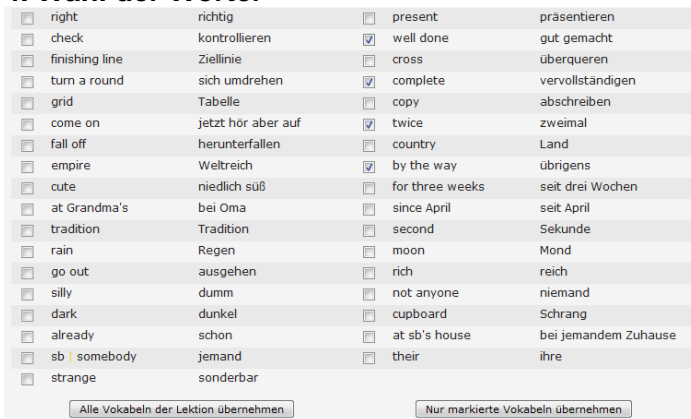 Wahl der Wörter
right richtig present präsentieren
check kontrollieren well done gut gemacht
finishing line Ziellinie cross überqueren
turn a round sich umdrehen complete vervollständigen
grid Tabelle copy abschreiben
come on jetzt hör aber auf twice zweimal
fall off herunterfallen country Land
empire Weltreich by the way übrigens
cute niedlich süß for three weeks seit drei Wochen
at Grandma's bei Oma since April seit April
tradition Tradition second Sekunde
rain Regen moon Mond
go out ausgehen rich reich
silly dumm not anyone niemand
dark dunkel cupboard Schrang
already schon at sb's house bei jemandem Zuhause
sb | somebody jemand their ihre
strange sonderbar
Alle Vokabeln der Lektion übernehmen Nur markierte Vokabeln übernehmen